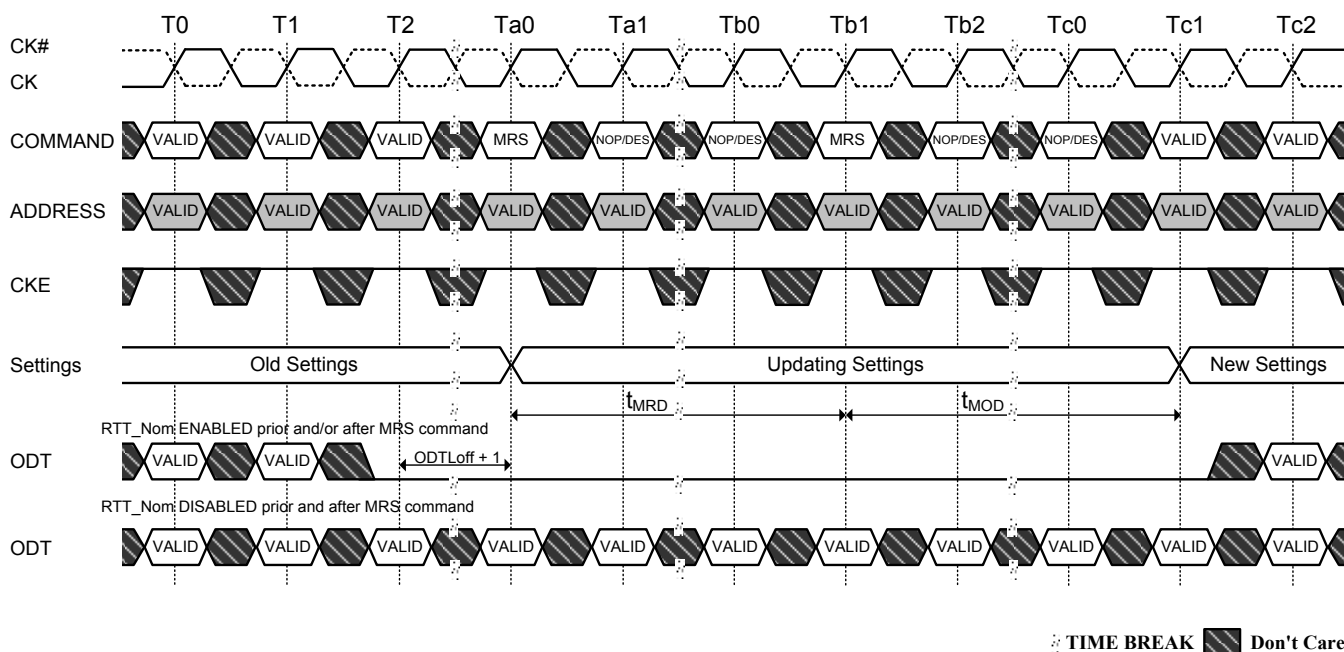 T0 T1 T2 Ta0 Ta1 Tb0 Tb1 Tb2 Tc0 Tc1 Tc2
CK#
CK
COMMAND VALID VALID VALID MRS NOP/DES NOP/DES MRS NOP/DES NOP/DES VALID VALID
ADDRESS VALID VALID VALID VALID VALID VALID VALID VALID VALID VALID VALID
CKE
Settings Old Settings Updating Settings New Settings
tMRD tMOD
RTT_Nom ENABLED prior and/or after MRS command
ODT VALID VALID ODTLoff + 1 VALID
RTT_Nom DISABLED prior and after MRS command
ODT VALID VALID VALID VALID VALID VALID VALID VALID VALID VALID VALID
TIME BREAK Don't Care